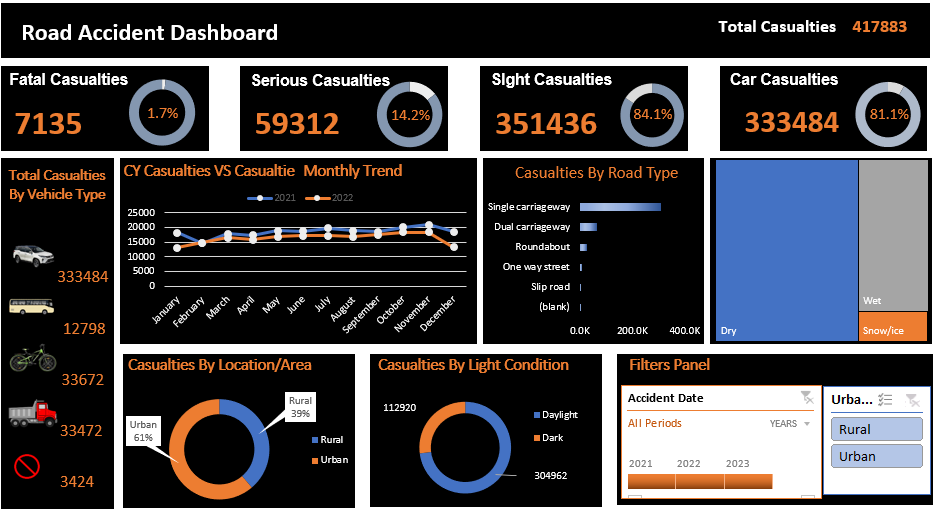 Road Accident Dashboard
Total Casualties 417883
Fatal Casualties
7135
1.7%
Serious Casualties
59312
14.2%
Slght Casualties
351436
84.1%
Car Casualties
333484
81.1%
Total Casualties
By Vehicle Type
333484
12798
33672
33472
3424
CY Casualties VS Casualtie Monthly Trend
2021 2022
25000
20000
15000
10000
5000
0
January
February
March
April
May
June
July
August
September
October
November
December
Casualties By Road Type
Single carriageway
Dual carriageway
Roundabout
One way street
Slip road
(blank)
0.0K 200.0K 400.0K
Dry
Wet
Snow/ice
Casualties By Location/Area
Rural
39%
Urban
61%
Rural
Urban
Casualties By Light Condition
112920
304962
Daylight
Dark
Filters Panel
Accident Date
All Periods YEARS
2021 2022 2023
Urba...
Rural
Urban